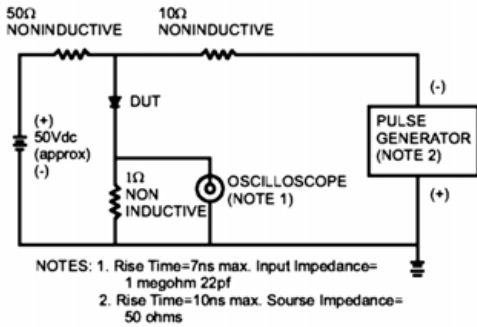 50Ω
NONINDUCTIVE
10Ω
NONINDUCTIVE
DUT
(+)
50Vdc
(approx)
(-)
1Ω
NON
INDUCTIVE
OSCILLOSCOPE
(NOTE 1)
(-)
PULSE
GENERATOR
(NOTE 2)
(+)
NOTES: 1. Rise Time=7ns max. Input Impedance=
1 megohm 22pf
2. Rise Time=10ns max. Sourse Impedance=
50 ohms